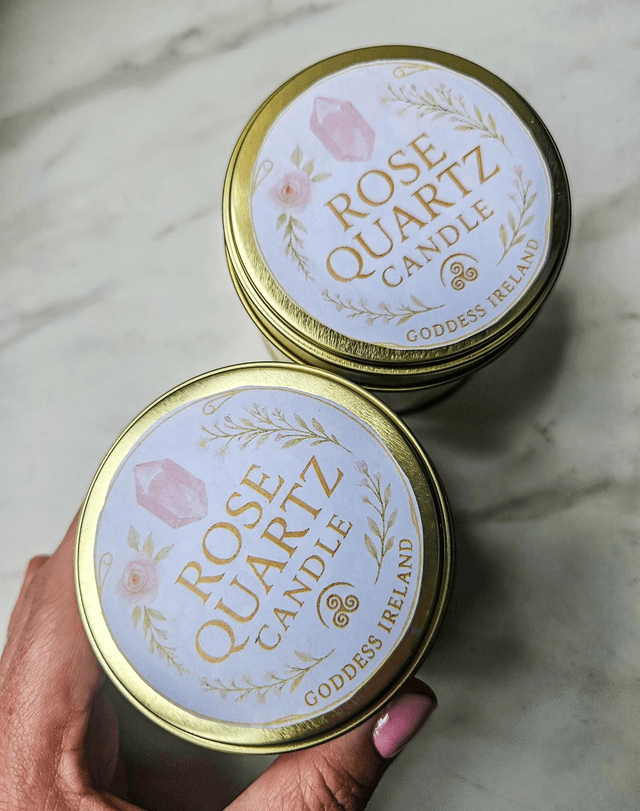 ROSE
QUARTZ
CANDLE
GODDESS IRELAND
ROSE
QUARTZ
CANDLE
GODDESS IRELAND